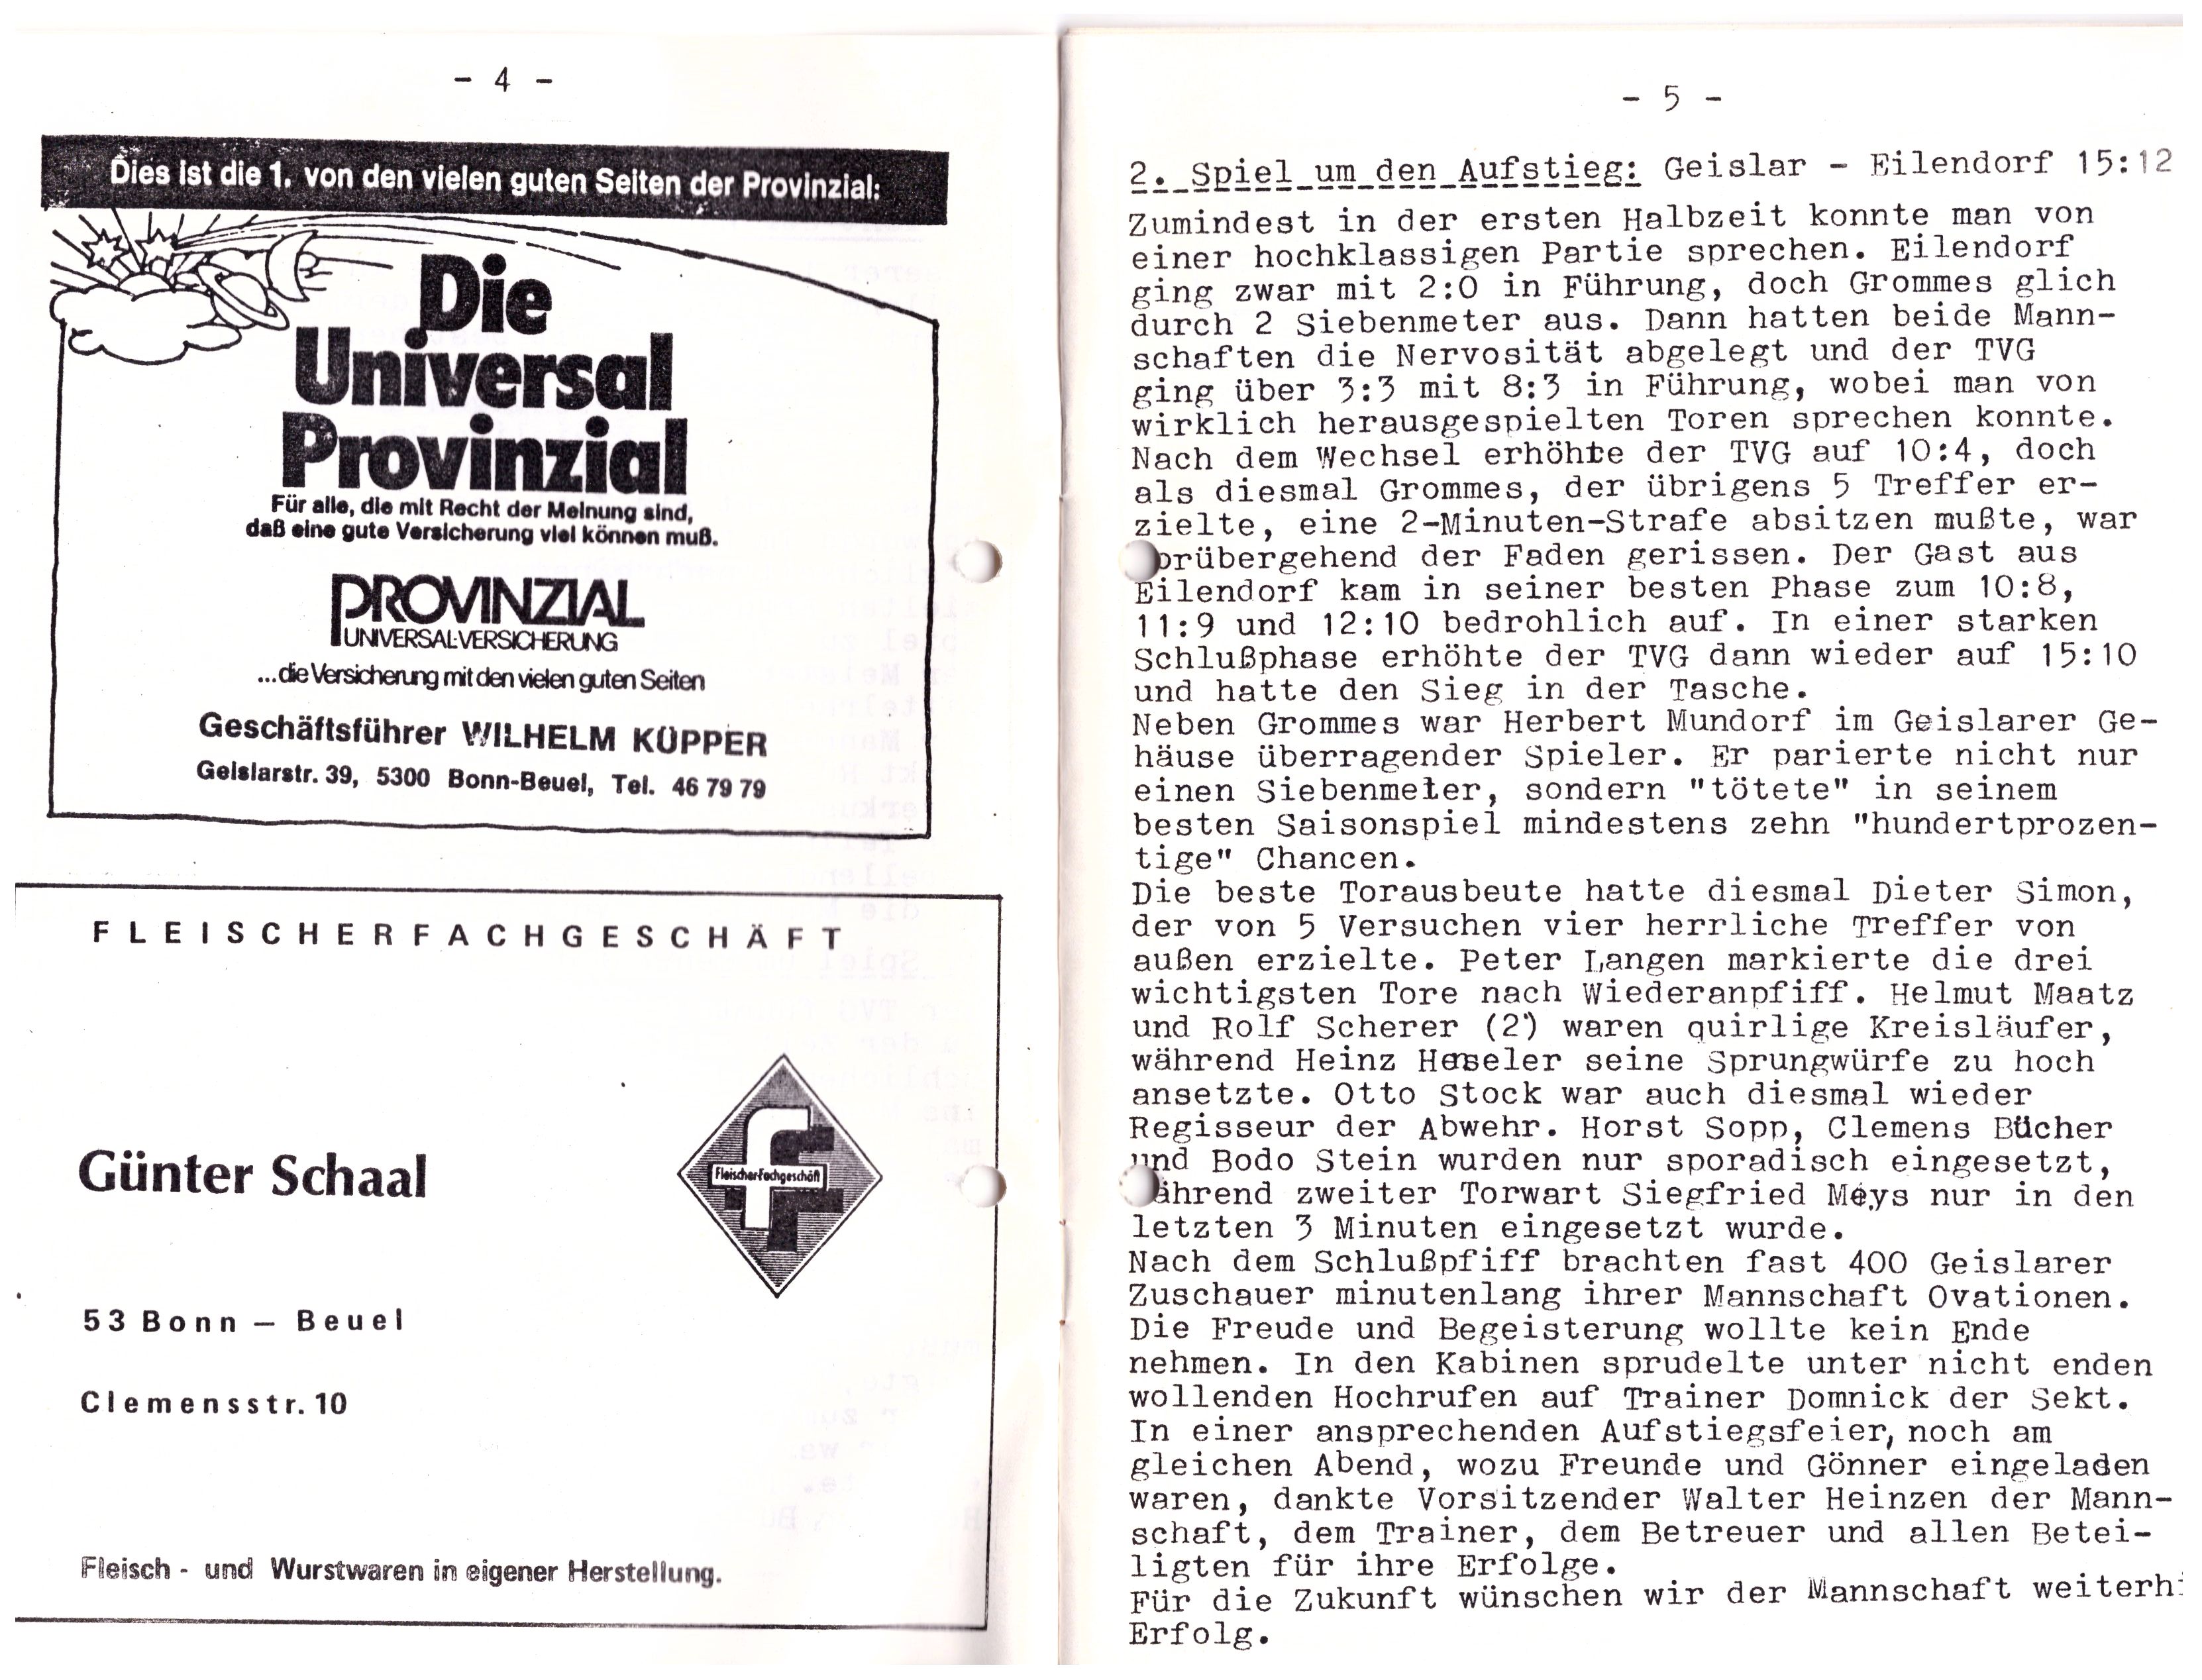 - 4 -
Dies ist die 1. von den vielen guten Seiten der Provinzial:
Die
Universal
Provinzial
Für alle, die mit Recht der Meinung sind,
daß eine gute Versicherung viel können muß.
PROVINZIAL
UNIVERSAL-VERSICHERUNG
...die Versicherung mit den vielen guten Seiten
Geschäftsführer WILHELM KÜPPER
Geislarstr. 39, 5300 Bonn-Beuel, Tel. 46 79 79
FLEISCHERFACHGESCHÄFT
Günter Schaal
f
Fleischer-Fachgeschäft
53 Bonn – Beuel
Clemensstr. 10
Fleisch - und Wurstwaren in eigener Herstellung.
- 5 -
2. Spiel um den Aufstieg: Geislar - Eilendorf 15:12
Zumindest in der ersten Halbzeit konnte man von
einer hochklassigen Partie sprechen. Eilendorf
ging zwar mit 2:0 in Führung, doch Grommes glich
durch 2 Siebenmeter aus. Dann hatten beide Mann-
schaften die Nervosität abgelegt und der TVG
ging über 3:3 mit 8:3 in Führung, wobei man von
wirklich herausgespielten Toren sprechen konnte.
Nach dem Wechsel erhöhte der TVG auf 10:4, doch
als diesmal Grommes, der übrigens 5 Treffer er-
zielte, eine 2-Minuten-Strafe absitzen mußte, war
orübergehend der Faden gerissen. Der Gast aus
Eilendorf kam in seiner besten Phase zum 10:8,
11:9 und 12:10 bedrohlich auf. In einer starken
Schlußphase erhöhte der TVG dann wieder auf 15:10
und hatte den Sieg in der Tasche.
Neben Grommes war Herbert Mundorf im Geislarer Ge-
häuse überragender Spieler. Er parierte nicht nur
einen Siebenmeter, sondern "tötete" in seinem
besten Saisonspiel mindestens zehn "hundertprozen-
tige" Chancen.
Die beste Torausbeute hatte diesmal Dieter Simon,
der von 5 Versuchen vier herrliche Treffer von
außen erzielte. Peter Langen markierte die drei
wichtigsten Tore nach Wiederanpfiff. Helmut Maatz
und Rolf Scherer (2) waren quirlige Kreisläufer,
während Heinz Heseler seine Sprungwürfe zu hoch
ansetzte. Otto Stock war auch diesmal wieder
Regisseur der Abwehr. Horst Sopp, Clemens Bücher
und Bodo Stein wurden nur sporadisch eingesetzt,
ährend zweiter Torwart Siegfried Meys nur in den
letzten 3 Minuten eingesetzt wurde.
Nach dem Schlußpfiff brachten fast 400 Geislarer
Zuschauer minutenlang ihrer Mannschaft Ovationen.
Die Freude und Begeisterung wollte kein Ende
nehmen. In den Kabinen sprudelte unter nicht enden
wollenden Hochrufen auf Trainer Domnick der Sekt.
In einer ansprechenden Aufstiegsfeier, noch am
gleichen Abend, wozu Freunde und Gönner eingeladen
waren, dankte Vorsitzender Walter Heinzen der Mann-
schaft, dem Trainer, dem Betreuer und allen Betei-
ligten für ihre Erfolge.
Für die Zukunft wünschen wir der Mannschaft weiterh
Erfolg.